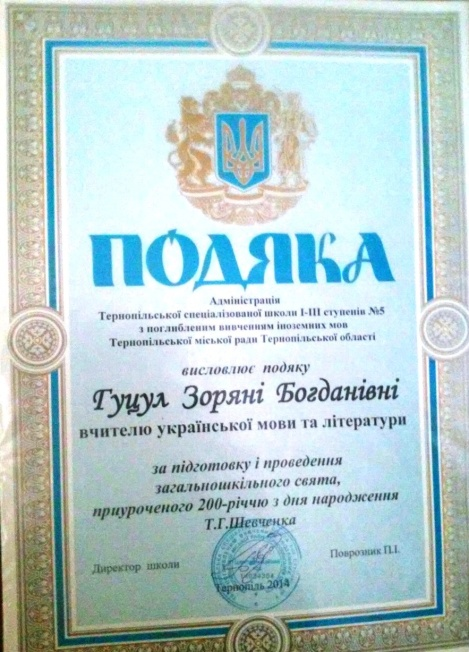 ПОДЯКА
Адміністрація
Тернопільської спеціалізованої школи І-ІІІ ступенів №5
з поглибленим вивченням іноземних мов
Тернопільської міської ради Тернопільської області
висловлює подяку
Гуцул Зоряні Богданівні
вчителю української мови та літератури
за підготовку і проведення
загальношкільного свята,
приуроченого 200-річчю з дня народження
Т.Г.Шевченка
Директор школи
Поврозник П.І.
Тернопіль 2014